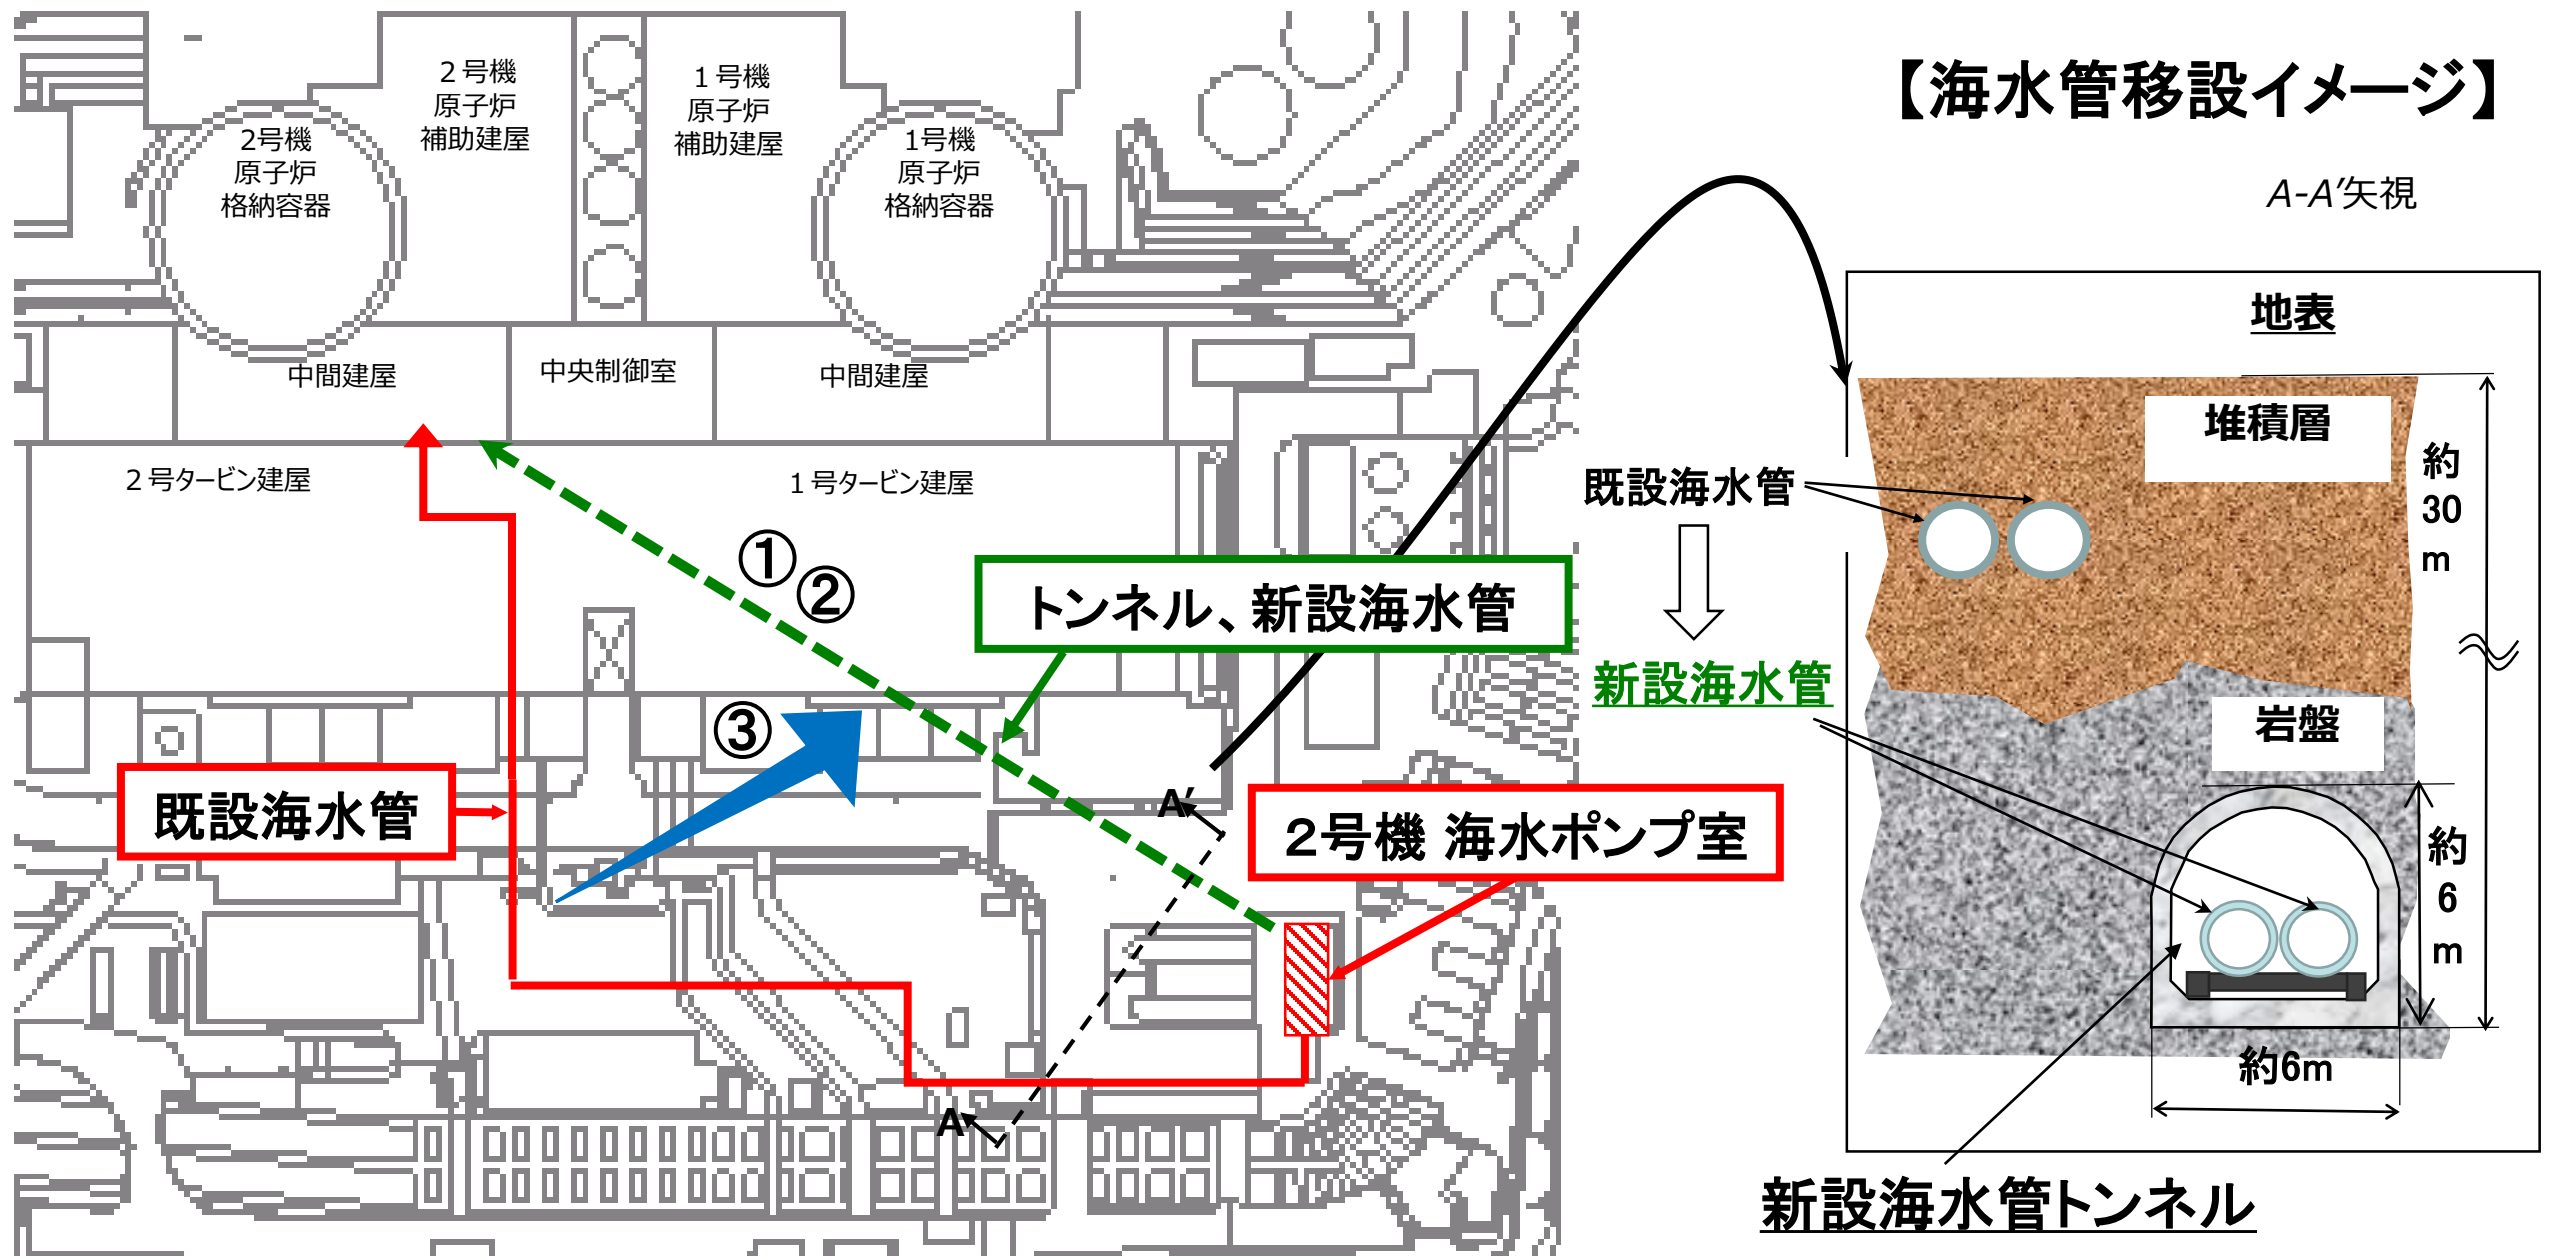 【海水管移設イメージ】
A-A′矢視
２号機
原子炉
補助建屋
１号機
原子炉
補助建屋
2号機
原子炉
格納容器
1号機
原子炉
格納容器
中間建屋
中央制御室
中間建屋
２号タービン建屋
１号タービン建屋
①
②
③
トンネル、新設海水管
既設海水管
２号機 海水ポンプ室
A′
A
地表
堆積層
既設海水管
約
30
m
新設海水管
岩盤
約
6
m
約6m
新設海水管トンネル